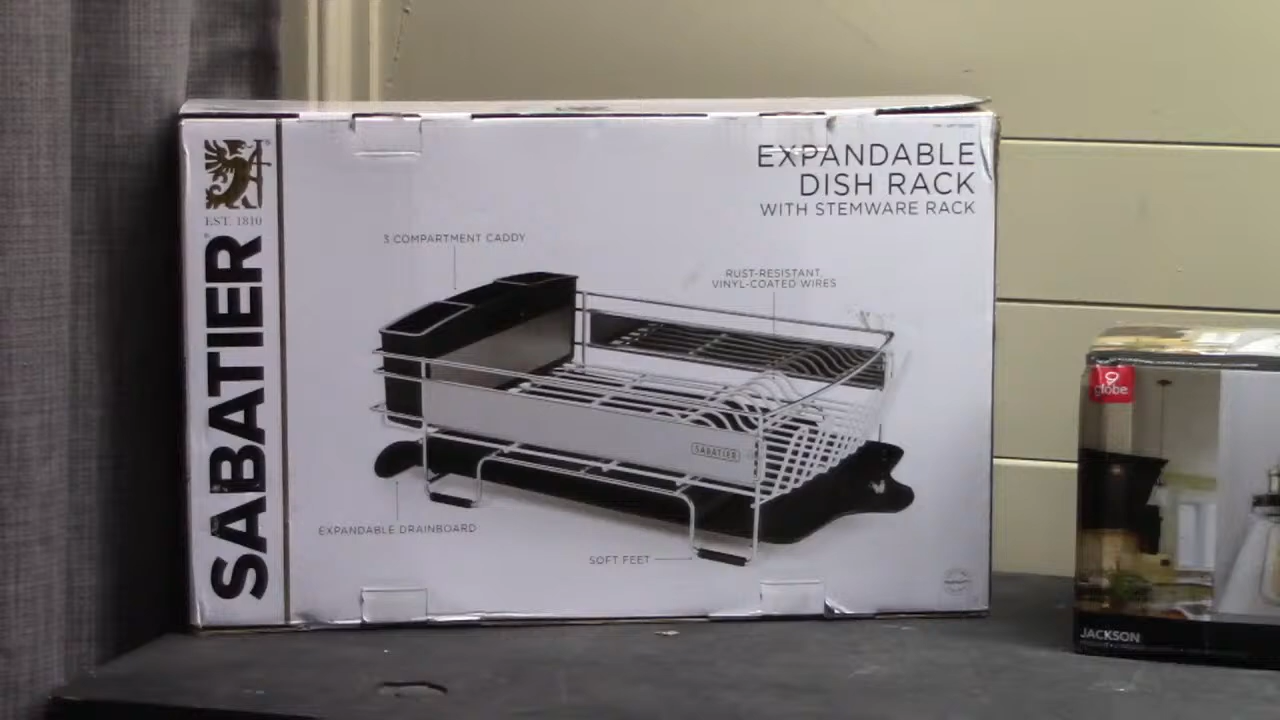 EST. 1810
SABATIER
EXPANDABLE
DISH RACK
WITH STEMWARE RACK
3 COMPARTMENT CADDY
RUST-RESISTANT
VINYL-COATED WIRES
SABATIER
EXPANDABLE DRAINBOARD
SOFT FEET
globe
JACKSON